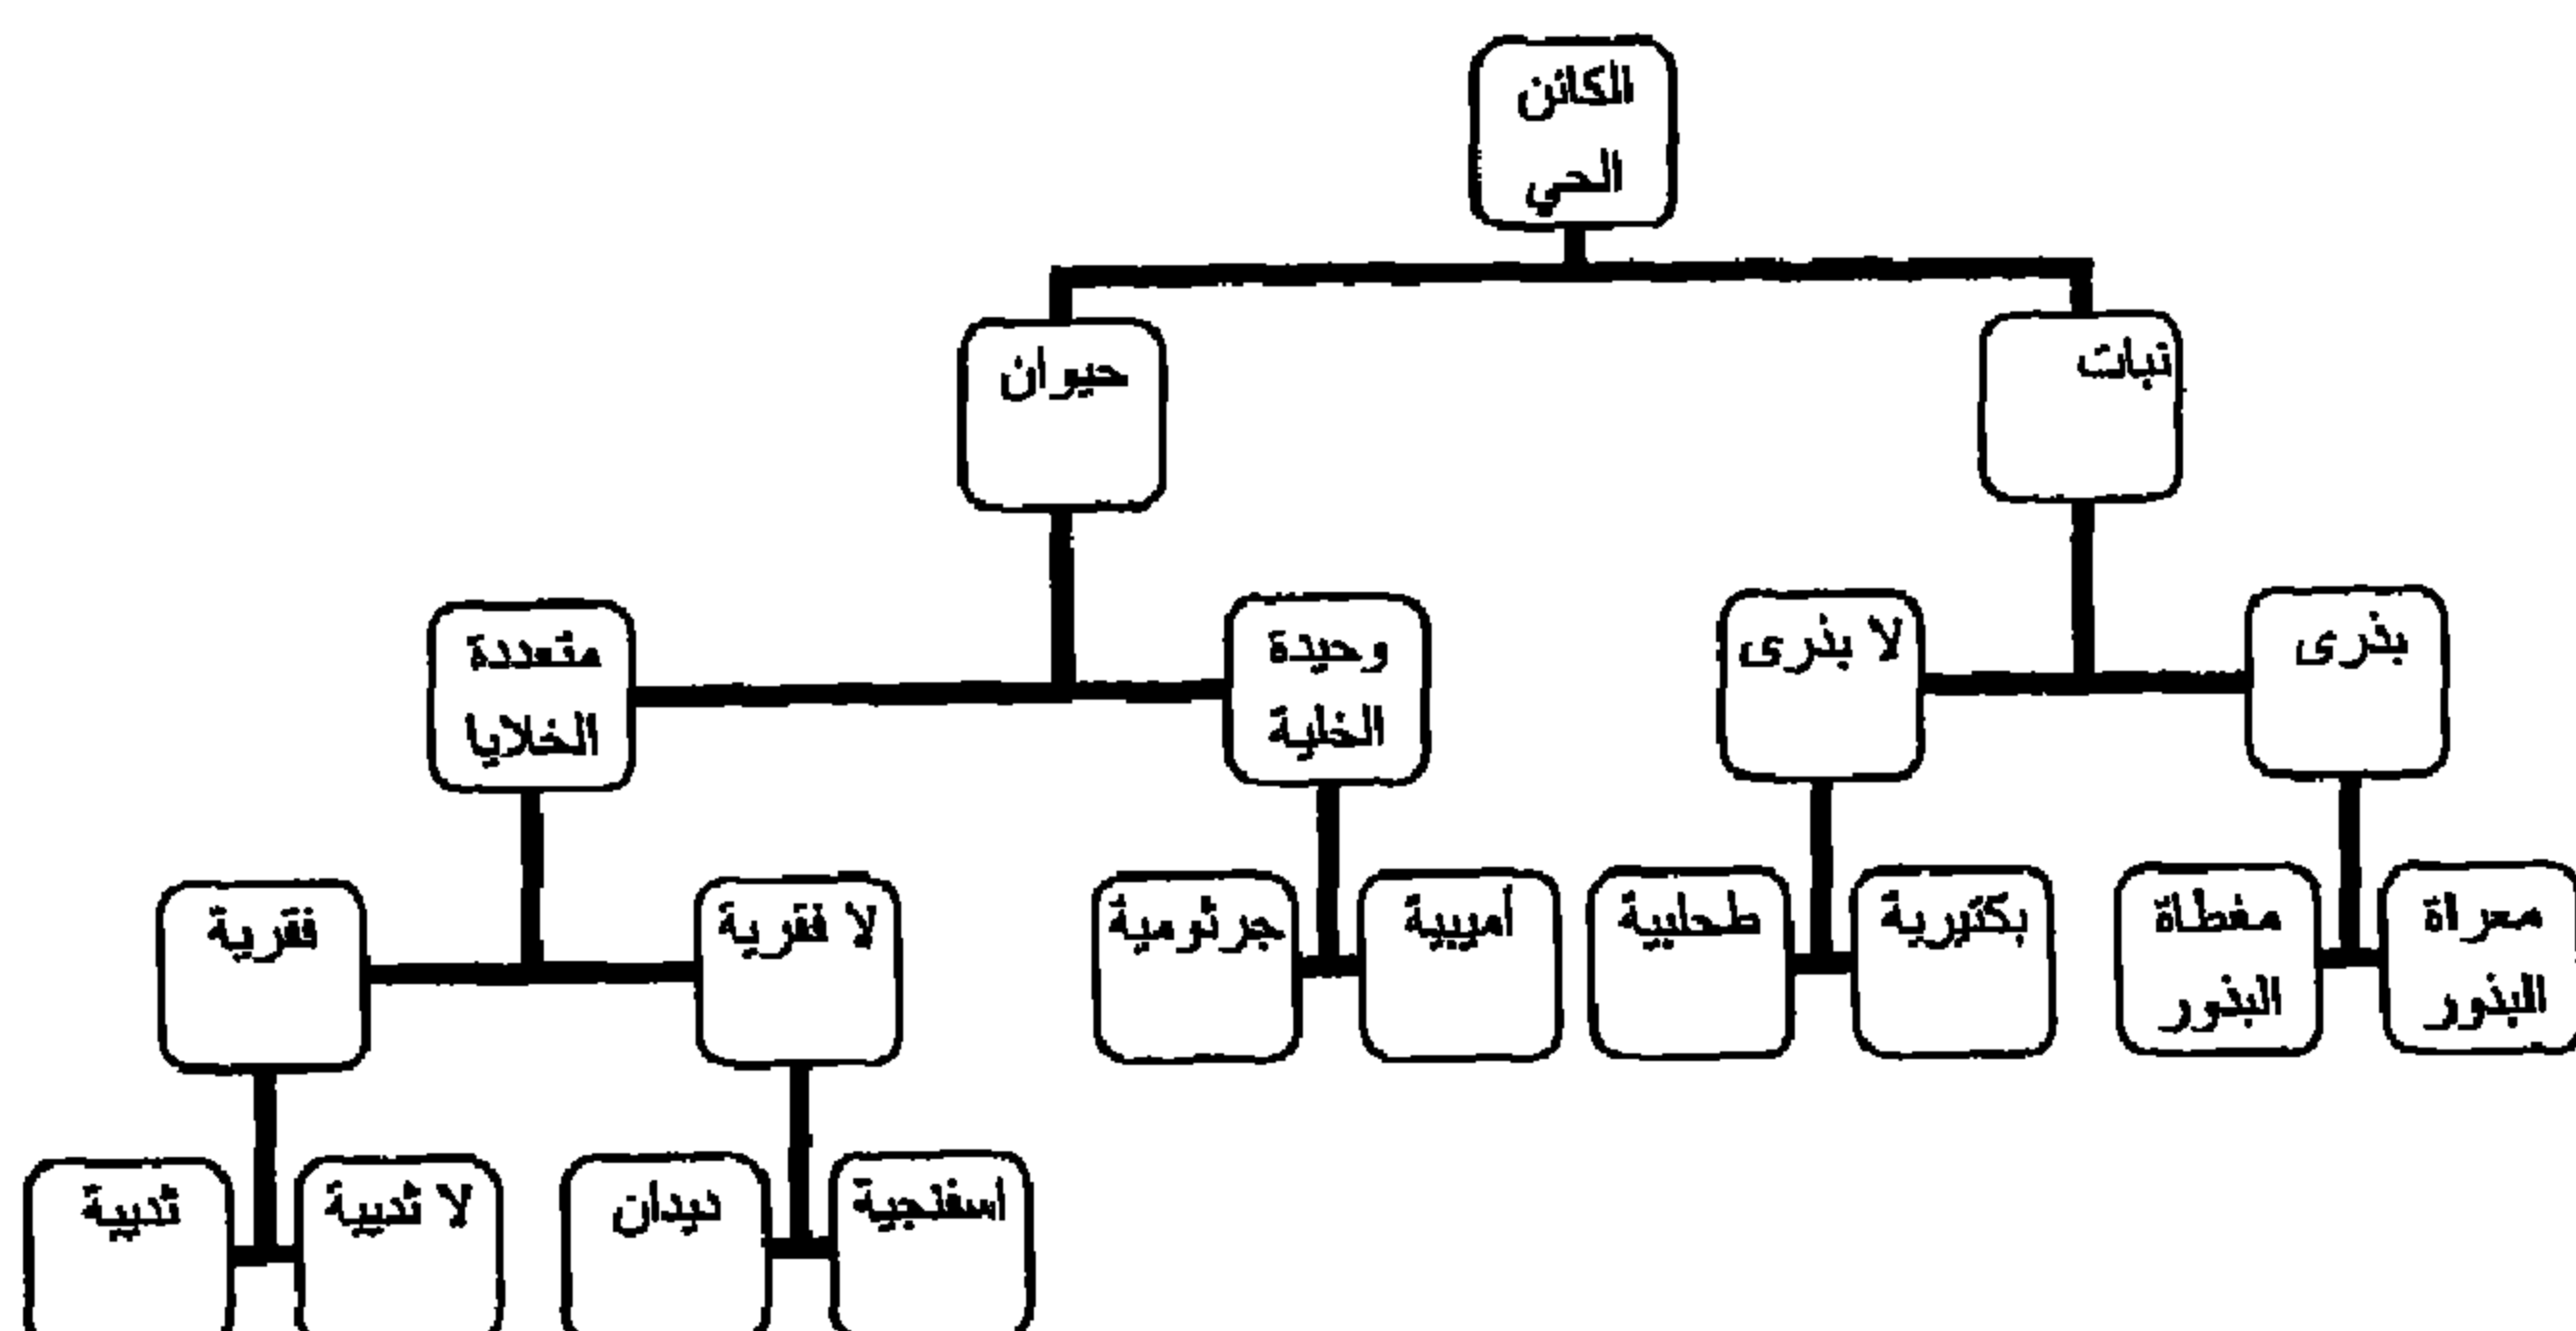 الكائن
الحي
نبات
حيوان
بذرى
لا بذرى
وحيدة
الخلية
متعددة
الخلايا
معراة
البذور
مغطاة
البذور
بكتيرية
طحلبية
أميبية
جرثومية
لا فقرية
فقرية
اسفنجية
ديدان
لا ثديية
ثديية